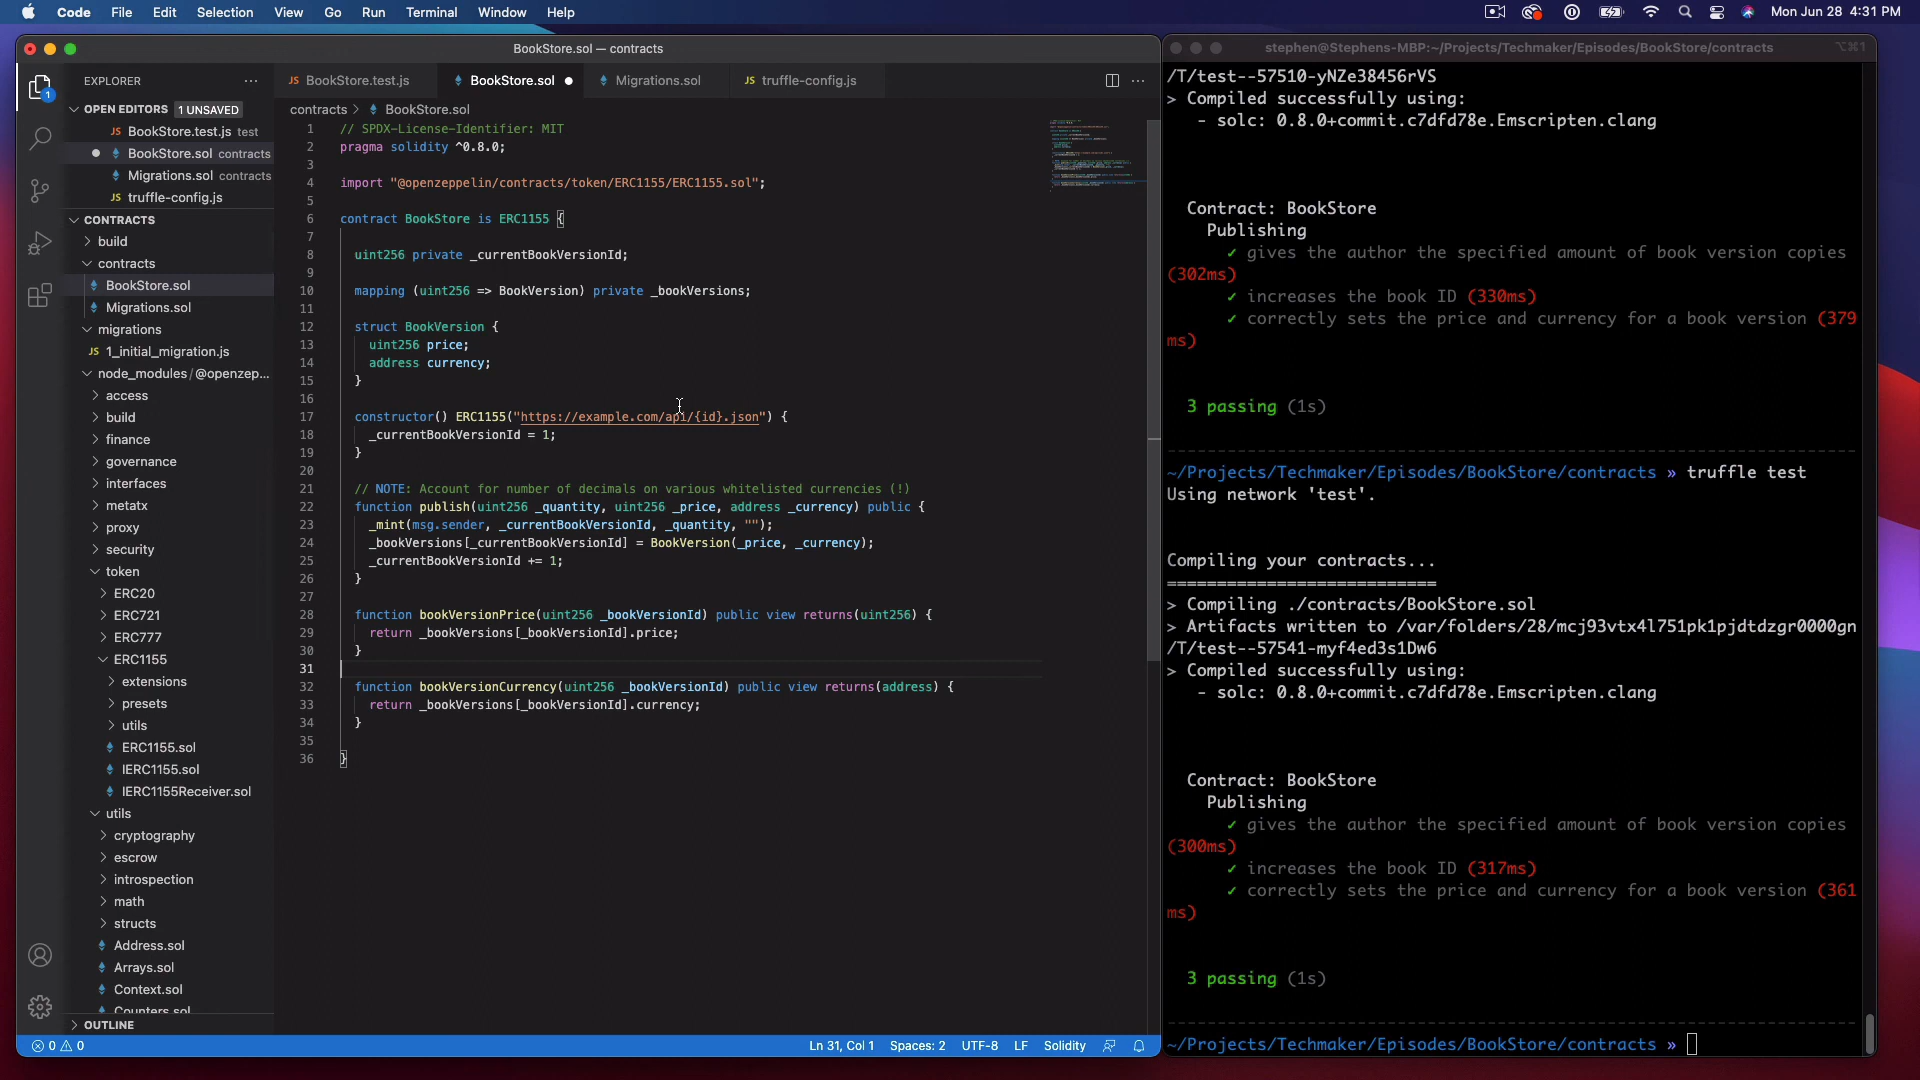 Code File Edit Selection View Go Run Terminal Window Help
Mon Jun 28 4:31 PM
BookStore.sol — contracts
EXPLORER
OPEN EDITORS 1 UNSAVED
JS BookStore.test.js test
BookStore.sol contracts
Migrations.sol contracts
JS truffle-config.js
CONTRACTS
build
contracts
BookStore.sol
Migrations.sol
migrations
JS 1_initial_migration.js
node_modules / @openzep...
access
build
finance
governance
interfaces
metatx
proxy
security
token
ERC20
ERC721
ERC777
ERC1155
extensions
presets
utils
ERC1155.sol
IERC1155.sol
IERC1155Receiver.sol
utils
cryptography
escrow
introspection
math
structs
Address.sol
Arrays.sol
Context.sol
Counters.sol
OUTLINE
JS BookStore.test.js
BookStore.sol
Migrations.sol
JS truffle-config.js
contracts > BookStore.sol
1 // SPDX-License-Identifier: MIT
2 pragma solidity ^0.8.0;
3
4 import "@openzeppelin/contracts/token/ERC1155/ERC1155.sol";
5
6 contract BookStore is ERC1155 {
7
8 uint256 private _currentBookVersionId;
9
10 mapping (uint256 => BookVersion) private _bookVersions;
11
12 struct BookVersion {
13 uint256 price;
14 address currency;
15 }
16
17 constructor() ERC1155("https://example.com/api/{id}.json") {
18 _currentBookVersionId = 1;
19 }
20
21 // NOTE: Account for number of decimals on various whitelisted currencies (!)
22 function publish(uint256 _quantity, uint256 _price, address _currency) public {
23 _mint(msg.sender, _currentBookVersionId, _quantity, "");
24 _bookVersions[_currentBookVersionId] = BookVersion(_price, _currency);
25 _currentBookVersionId += 1;
26 }
27
28 function bookVersionPrice(uint256 _bookVersionId) public view returns(uint256) {
29 return _bookVersions[_bookVersionId].price;
30 }
31
32 function bookVersionCurrency(uint256 _bookVersionId) public view returns(address) {
33 return _bookVersions[_bookVersionId].currency;
34 }
35
36 }
1
0 0
Ln 31, Col 1 Spaces: 2 UTF-8 LF Solidity
stephen@Stephens-MBP:~/Projects/Techmaker/Episodes/BookStore/contracts
⌥⌘1
/T/test--57510-yNZe38456rVS
> Compiled successfully using:
- solc: 0.8.0+commit.c7dfd78e.Emscripten.clang
Contract: BookStore
Publishing
✓ gives the author the specified amount of book version copies
(302ms)
✓ increases the book ID (330ms)
✓ correctly sets the price and currency for a book version (379
ms)
3 passing (1s)
~/Projects/Techmaker/Episodes/BookStore/contracts » truffle test
Using network 'test'.
Compiling your contracts...
===========================
> Compiling ./contracts/BookStore.sol
> Artifacts written to /var/folders/28/mcj93vtx4l751pk1pjdtdzgr0000gn
/T/test--57541-myf4ed3s1Dw6
> Compiled successfully using:
- solc: 0.8.0+commit.c7dfd78e.Emscripten.clang
Contract: BookStore
Publishing
✓ gives the author the specified amount of book version copies
(300ms)
✓ increases the book ID (317ms)
✓ correctly sets the price and currency for a book version (361
ms)
3 passing (1s)
~/Projects/Techmaker/Episodes/BookStore/contracts »